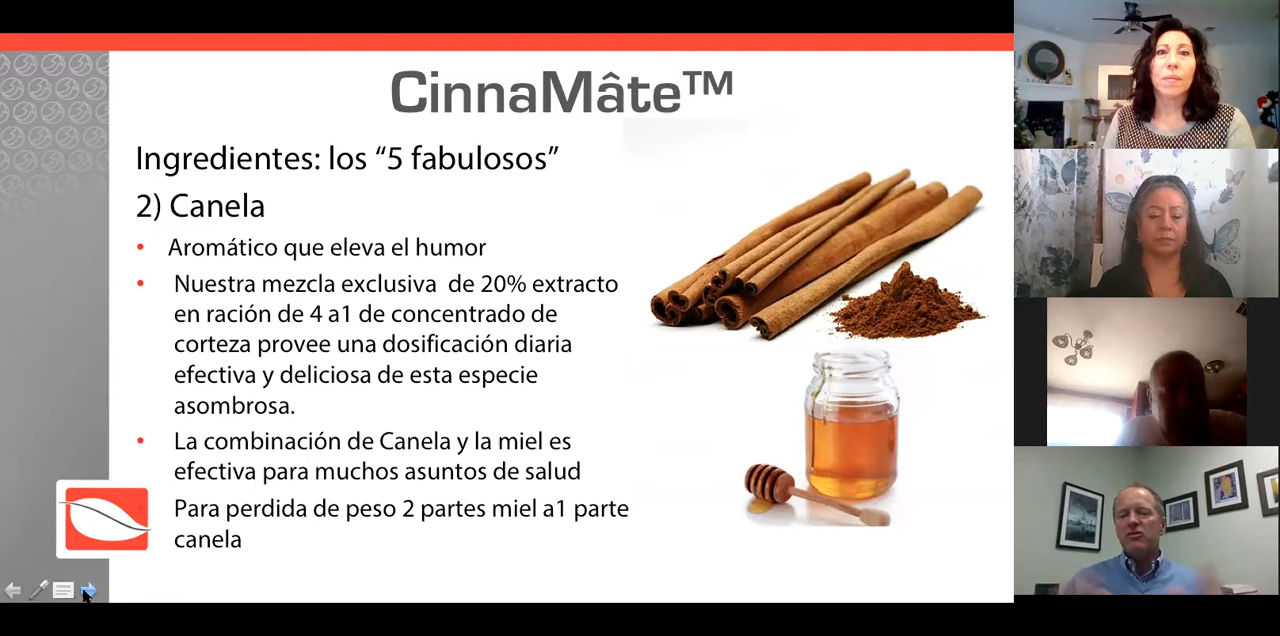 CinnaMâte™
Ingredientes: los “5 fabulosos”
2) Canela
• Aromático que eleva el humor
• Nuestra mezcla exclusiva de 20% extracto
en ración de 4 a1 de concentrado de
corteza provee una dosificación diaria
efectiva y deliciosa de esta especie
asombrosa.
• La combinación de Canela y la miel es
efectiva para muchos asuntos de salud
Para perdida de peso 2 partes miel a1 parte
canela